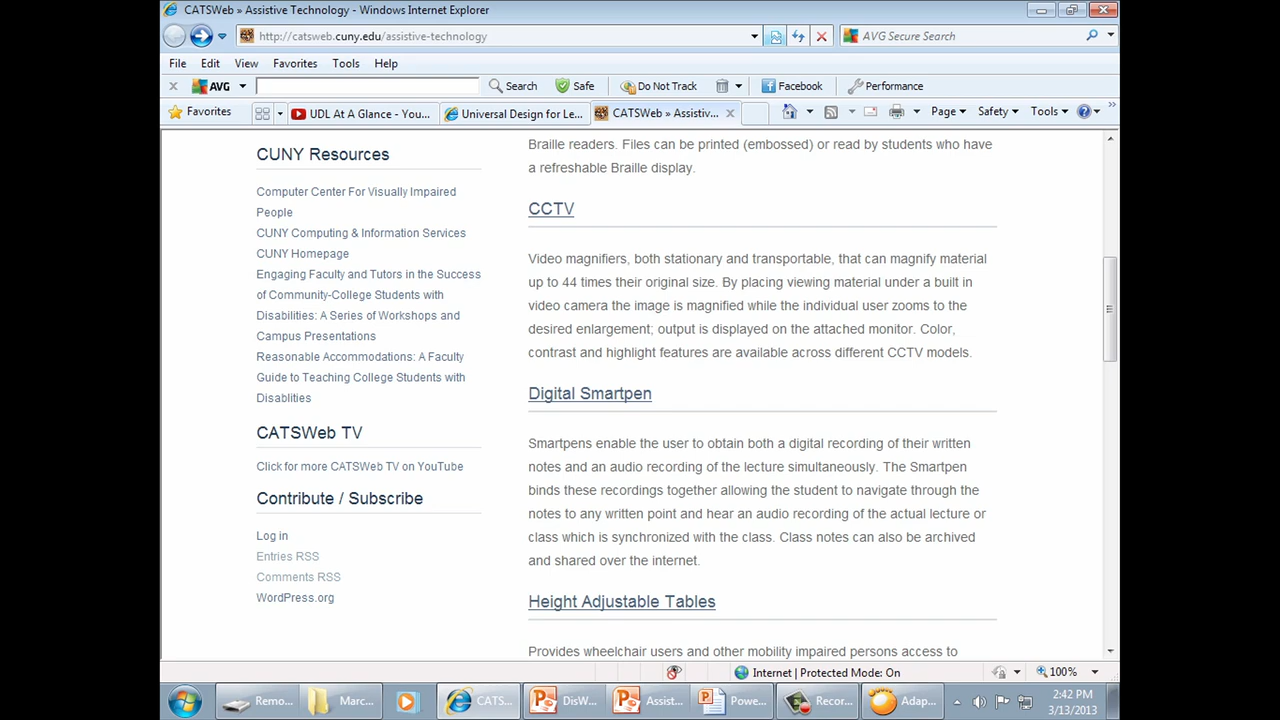 CATSWeb » Assistive Technology - Windows Internet Explorer
http://catsweb.cuny.edu/assistive-technology
AVG Secure Search
File Edit View Favorites Tools Help
AVG Search Safe Do Not Track Facebook Performance
Favorites UDL At A Glance - You... Universal Design for Le... CATSWeb » Assistiv... Page Safety Tools
CUNY Resources
Computer Center For Visually Impaired
People
CUNY Computing & Information Services
CUNY Homepage
Engaging Faculty and Tutors in the Success
of Community-College Students with
Disabilities: A Series of Workshops and
Campus Presentations
Reasonable Accommodations: A Faculty
Guide to Teaching College Students with
Disablities
CATSWeb TV
Click for more CATSWeb TV on YouTube
Contribute / Subscribe
Log in
Entries RSS
Comments RSS
WordPress.org
Braille readers. Files can be printed (embossed) or read by students who have
a refreshable Braille display.
CCTV
Video magnifiers, both stationary and transportable, that can magnify material
up to 44 times their original size. By placing viewing material under a built in
video camera the image is magnified while the individual user zooms to the
desired enlargement; output is displayed on the attached monitor. Color,
contrast and highlight features are available across different CCTV models.
Digital Smartpen
Smartpens enable the user to obtain both a digital recording of their written
notes and an audio recording of the lecture simultaneously. The Smartpen
binds these recordings together allowing the student to navigate through the
notes to any written point and hear an audio recording of the actual lecture or
class which is synchronized with the class. Class notes can also be archived
and shared over the internet.
Height Adjustable Tables
Provides wheelchair users and other mobility impaired persons access to
Internet | Protected Mode: On 100%
Remo... Marc... CATS... DisW... Assist... Powe... Recor... Adap...
2:42 PM
3/13/2013